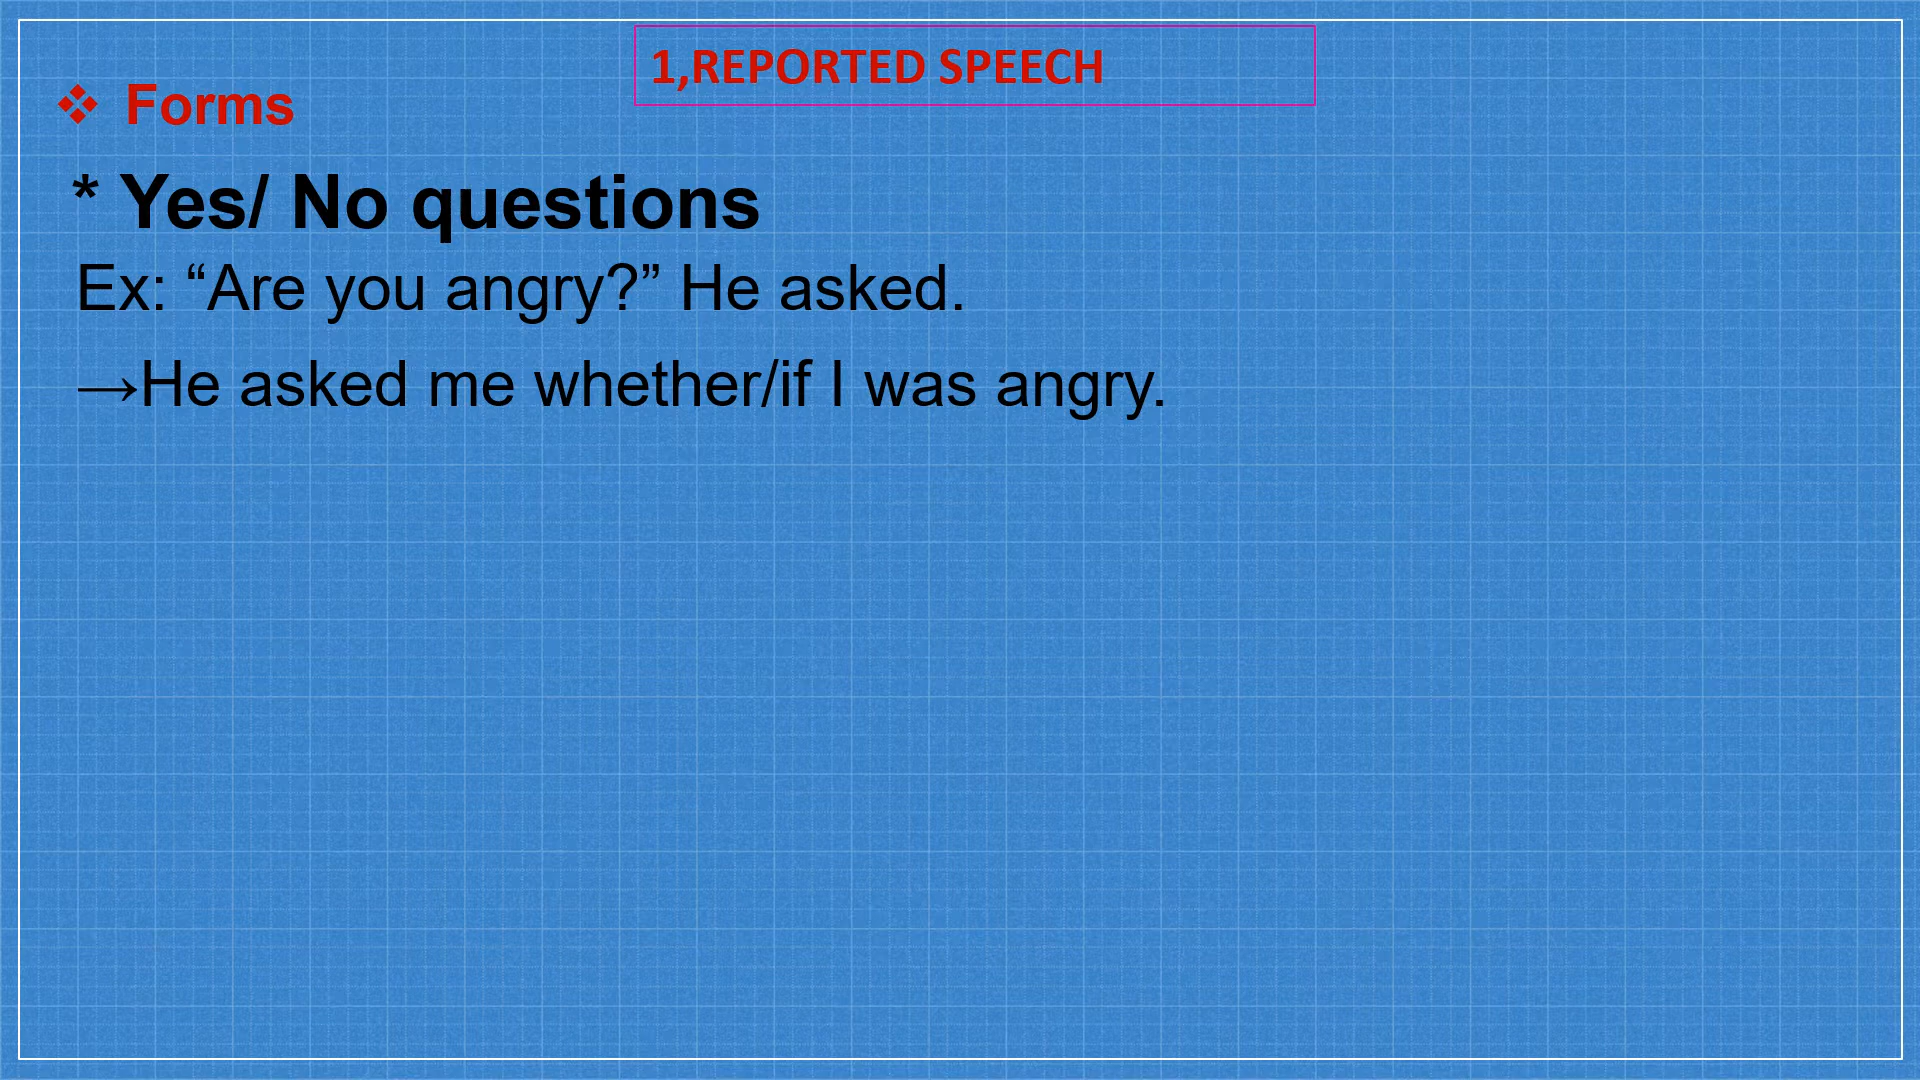 1,REPORTED SPEECH
❖ Forms
* Yes/ No questions
Ex: “Are you angry?” He asked.
→He asked me whether/if I was angry.